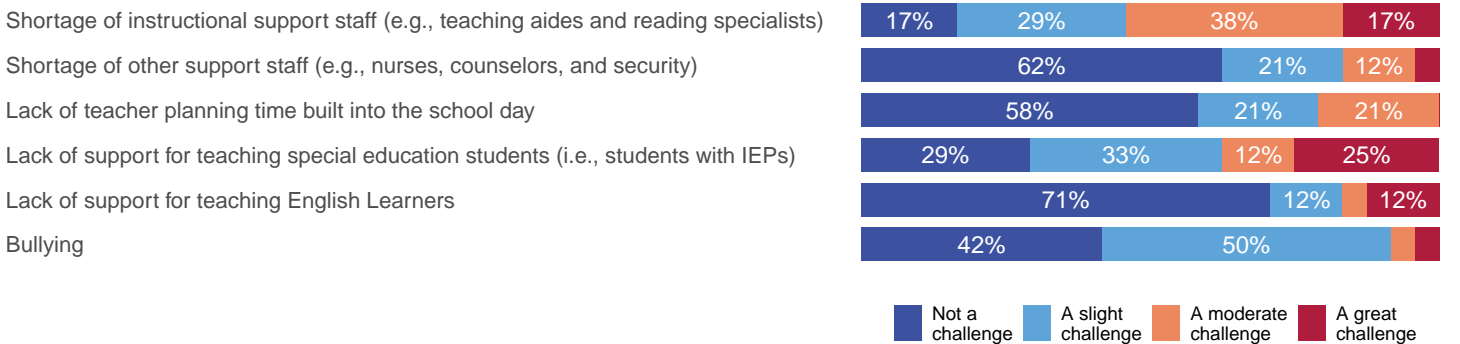 Shortage of instructional support staff (e.g., teaching aides and reading specialists) 17% 29% 38% 17%
Shortage of other support staff (e.g., nurses, counselors, and security) 62% 21% 12%
Lack of teacher planning time built into the school day 58% 21% 21%
Lack of support for teaching special education students (i.e., students with IEPs) 29% 33% 12% 25%
Lack of support for teaching English Learners 71% 12% 12%
Bullying 42% 50%
Not a challenge
A slight challenge
A moderate challenge
A great challenge